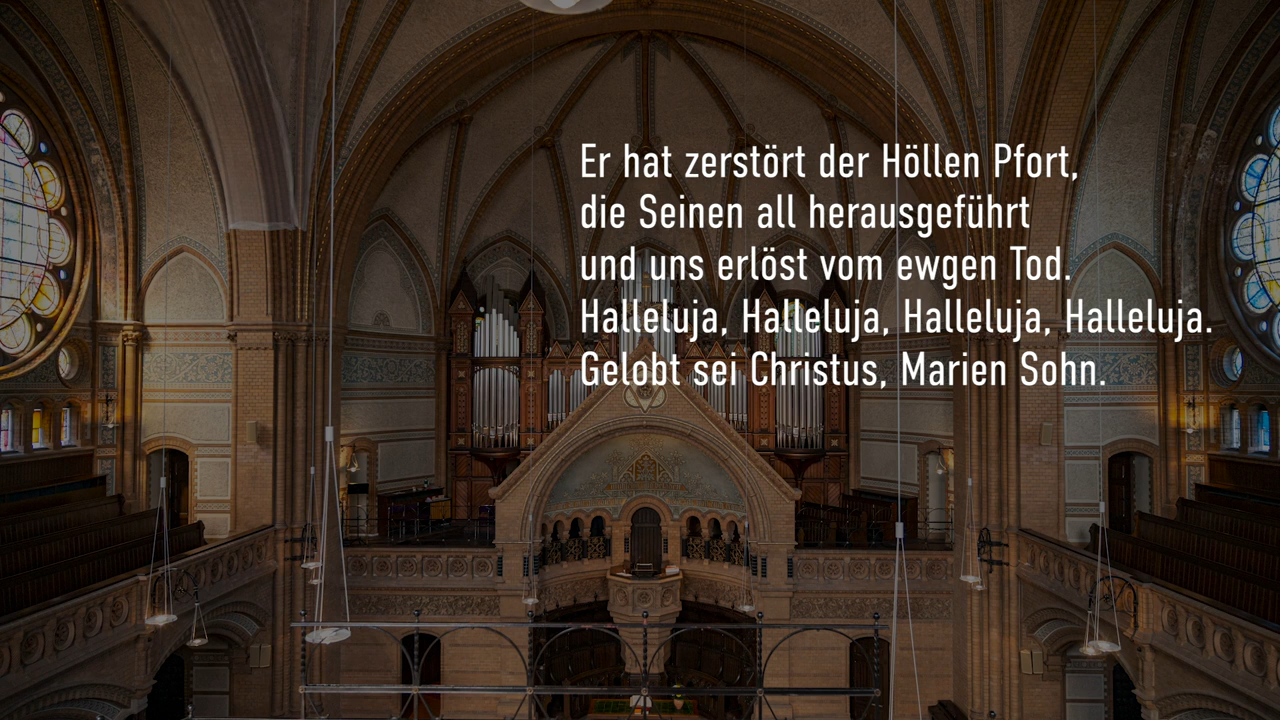 Er hat zerstört der Höllen Pfort,
die Seinen all herausgeführt
und uns erlöst vom ewgen Tod.
Halleluja, Halleluja, Halleluja, Halleluja.
Gelobt sei Christus, Marien Sohn.